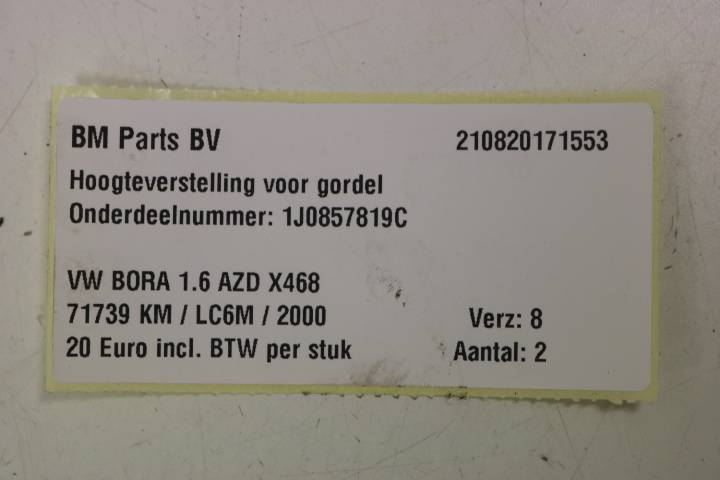 BM Parts BV 210820171553
Hoogteverstelling voor gordel
Onderdeelnummer: 1J0857819C
VW BORA 1.6 AZD X468
71739 KM / LC6M / 2000 Verz: 8
20 Euro incl. BTW per stuk Aantal: 2